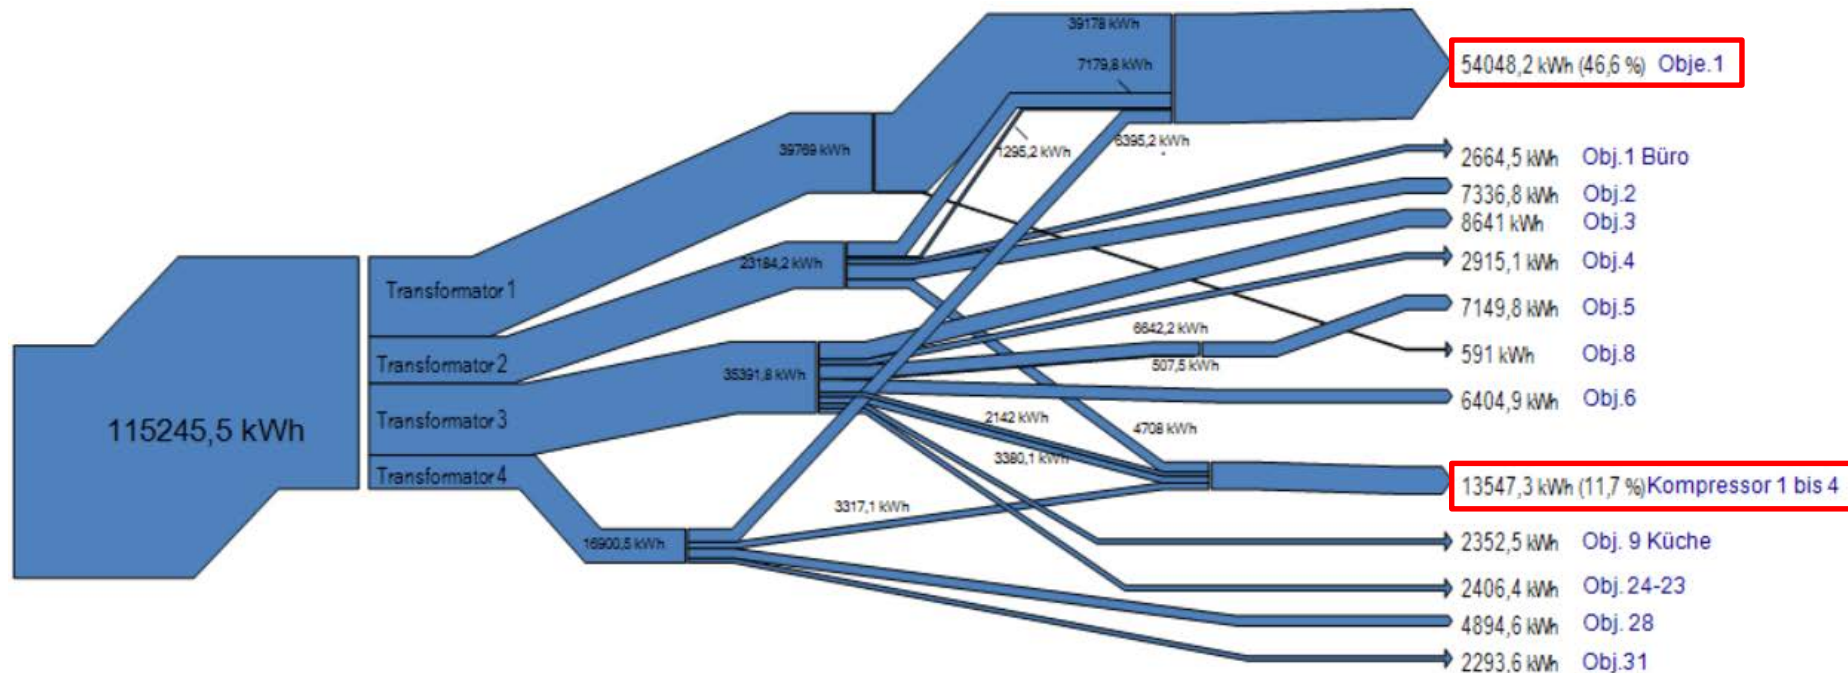 39178 kWh
54048,2 kWh (46,6 %) Obje.1
7179,8 kWh
39769 kWh
1295,2 kWh
6395,2 kWh
2664,5 kWh Obj.1 Büro
7336,8 kWh Obj.2
8641 kWh Obj.3
23184,2 kWh
2915,1 kWh Obj.4
Transformator 1
7149,8 kWh Obj.5
6642,2 kWh
591 kWh Obj.8
Transformator 2
507,5 kWh
35391,8 kWh
6404,9 kWh Obj.6
Transformator 3
2142 kWh
4708 kWh
115245,5 kWh
3380,1 kWh
Transformator 4
13547,3 kWh (11,7 %) Kompressor 1 bis 4
3317,1 kWh
16900,5 kWh
2352,5 kWh Obj. 9 Küche
2406,4 kWh Obj. 24-23
4894,6 kWh Obj. 28
2293,6 kWh Obj.31